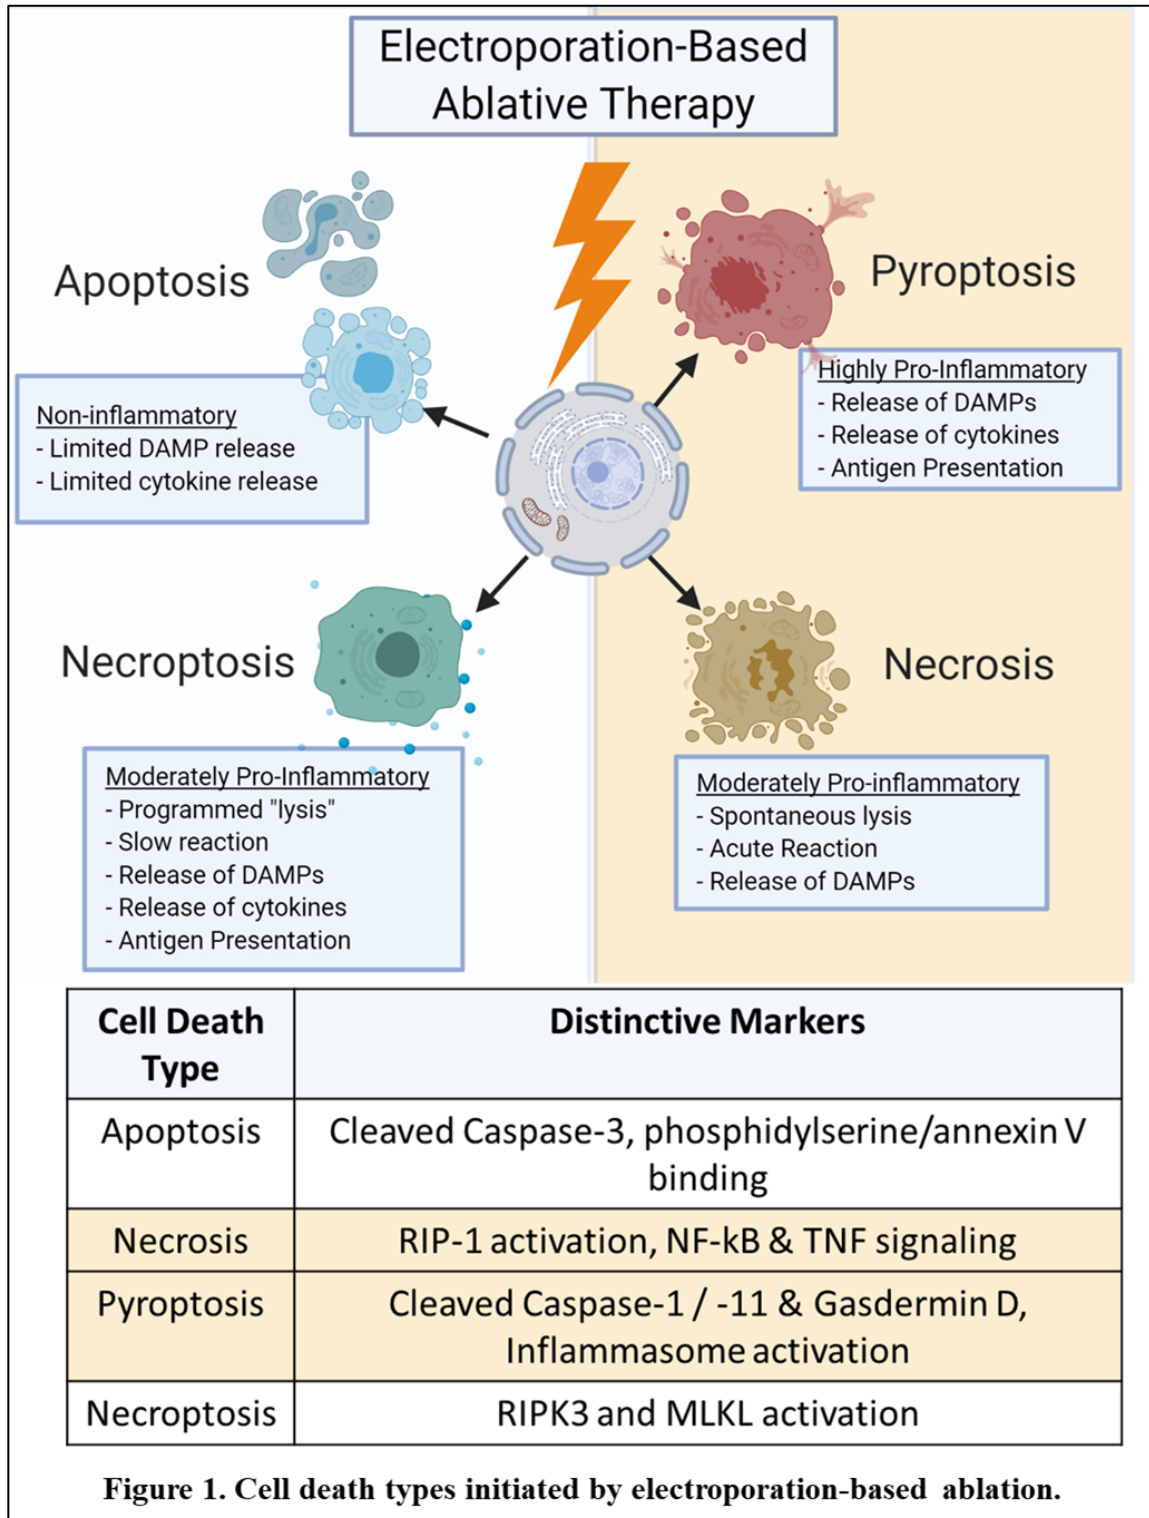 Electroporation-Based
Ablative Therapy
Apoptosis
Non-inflammatory
- Limited DAMP release
- Limited cytokine release
Pyroptosis
Highly Pro-Inflammatory
- Release of DAMPs
- Release of cytokines
- Antigen Presentation
Necroptosis
Moderately Pro-Inflammatory
- Programmed "lysis"
- Slow reaction
- Release of DAMPs
- Release of cytokines
- Antigen Presentation
Necrosis
Moderately Pro-inflammatory
- Spontaneous lysis
- Acute Reaction
- Release of DAMPs
Cell Death
Type
Distinctive Markers
Apoptosis
Cleaved Caspase-3, phosphidylserine/annexin V
binding
Necrosis
RIP-1 activation, NF-kB & TNF signaling
Pyroptosis
Cleaved Caspase-1 / -11 & Gasdermin D,
Inflammasome activation
Necroptosis
RIPK3 and MLKL activation
Figure 1. Cell death types initiated by electroporation-based ablation.